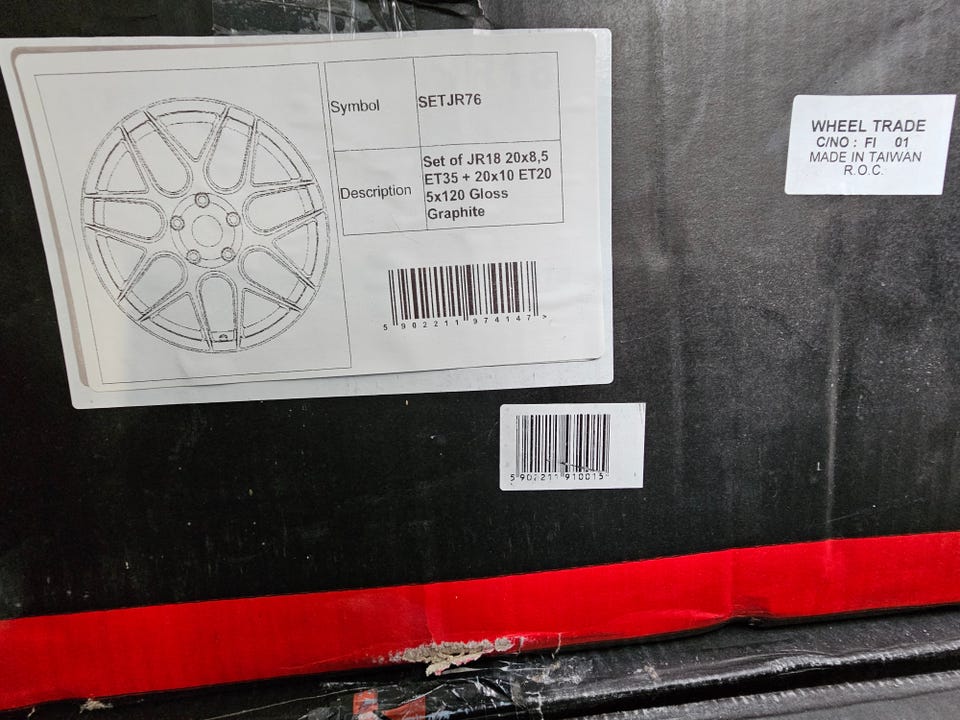 Symbol
SETJR76
Description
Set of JR18 20x8,5
ET35 + 20x10 ET20
5x120 Gloss
Graphite
5 902211 974147 >
WHEEL TRADE
C/NO : FI 01
MADE IN TAIWAN
R.O.C.
5 902211 910015